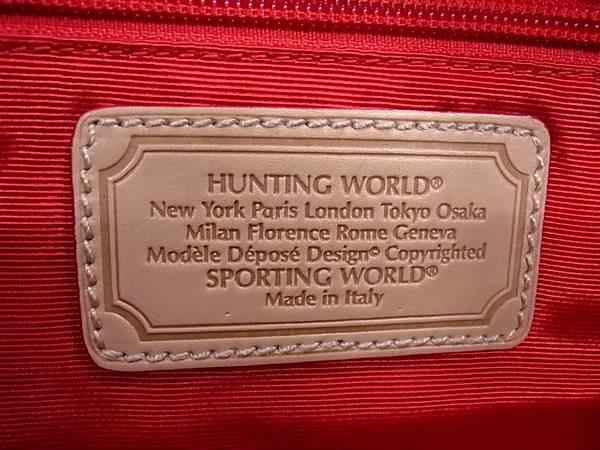 HUNTING WORLD®
New York Paris London Tokyo Osaka
Milan Florence Rome Geneva
Modèle Déposé Design© Copyrighted
SPORTING WORLD®
Made in Italy